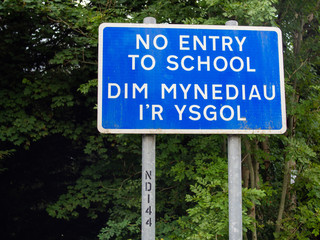 NO ENTRY
TO SCHOOL
DIM MYNEDIAU
I'R YSGOL
ND144